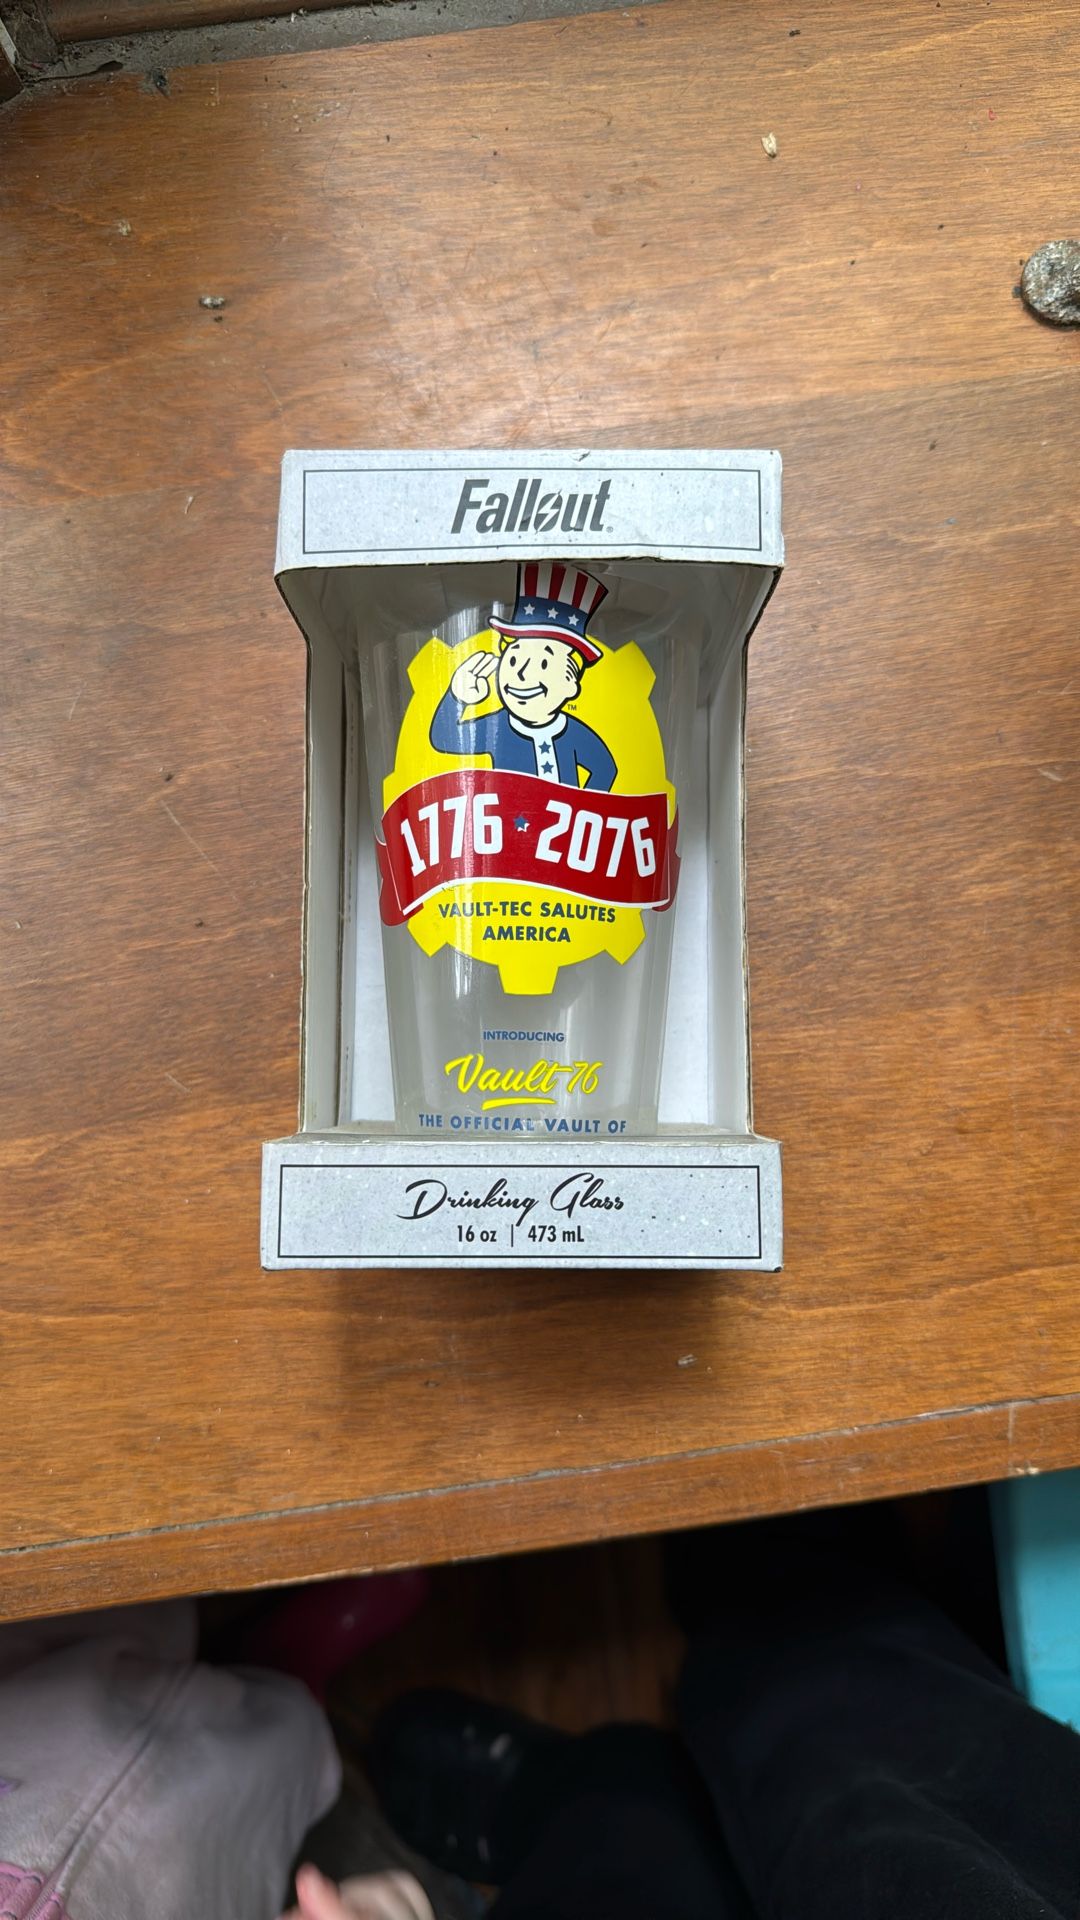 Fallout®
TM
1776 ★ 2076
VAULT-TEC SALUTES
AMERICA
INTRODUCING
Vault 76
THE OFFICIAL VAULT OF
Drinking Glass
16 oz | 473 mL